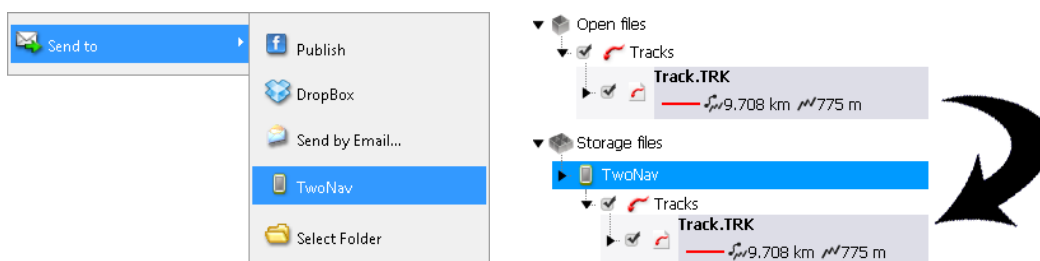 Send to
Publish
DropBox
Send by Email...
TwoNav
Select Folder
Open files
Tracks
Track.TRK
9.708 km 775 m
Storage files
TwoNav
Tracks
Track.TRK
9.708 km 775 m